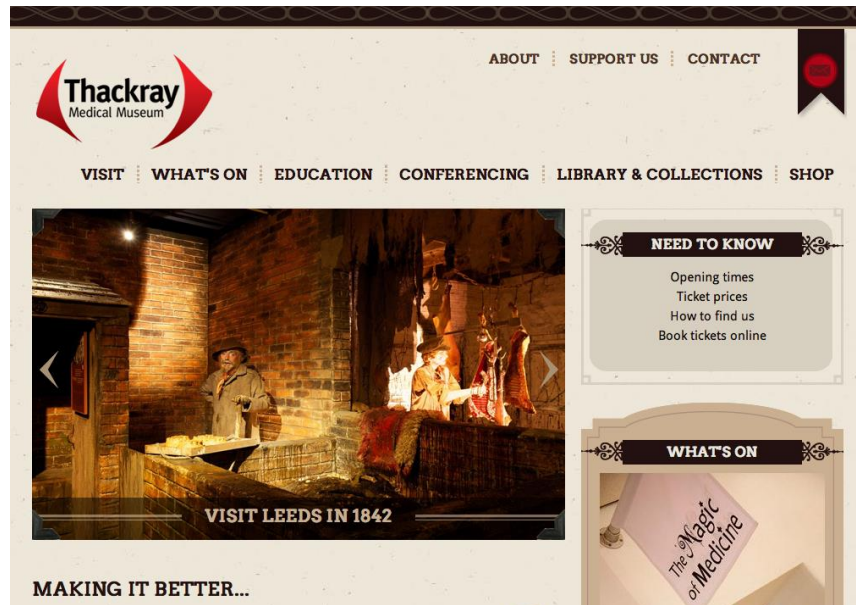 ABOUT SUPPORT US CONTACT
Thackray
Medical Museum
VISIT WHAT'S ON EDUCATION CONFERENCING LIBRARY & COLLECTIONS SHOP
VISIT LEEDS IN 1842
MAKING IT BETTER...
NEED TO KNOW
Opening times
Ticket prices
How to find us
Book tickets online
WHAT'S ON
The Magic
of Medicine